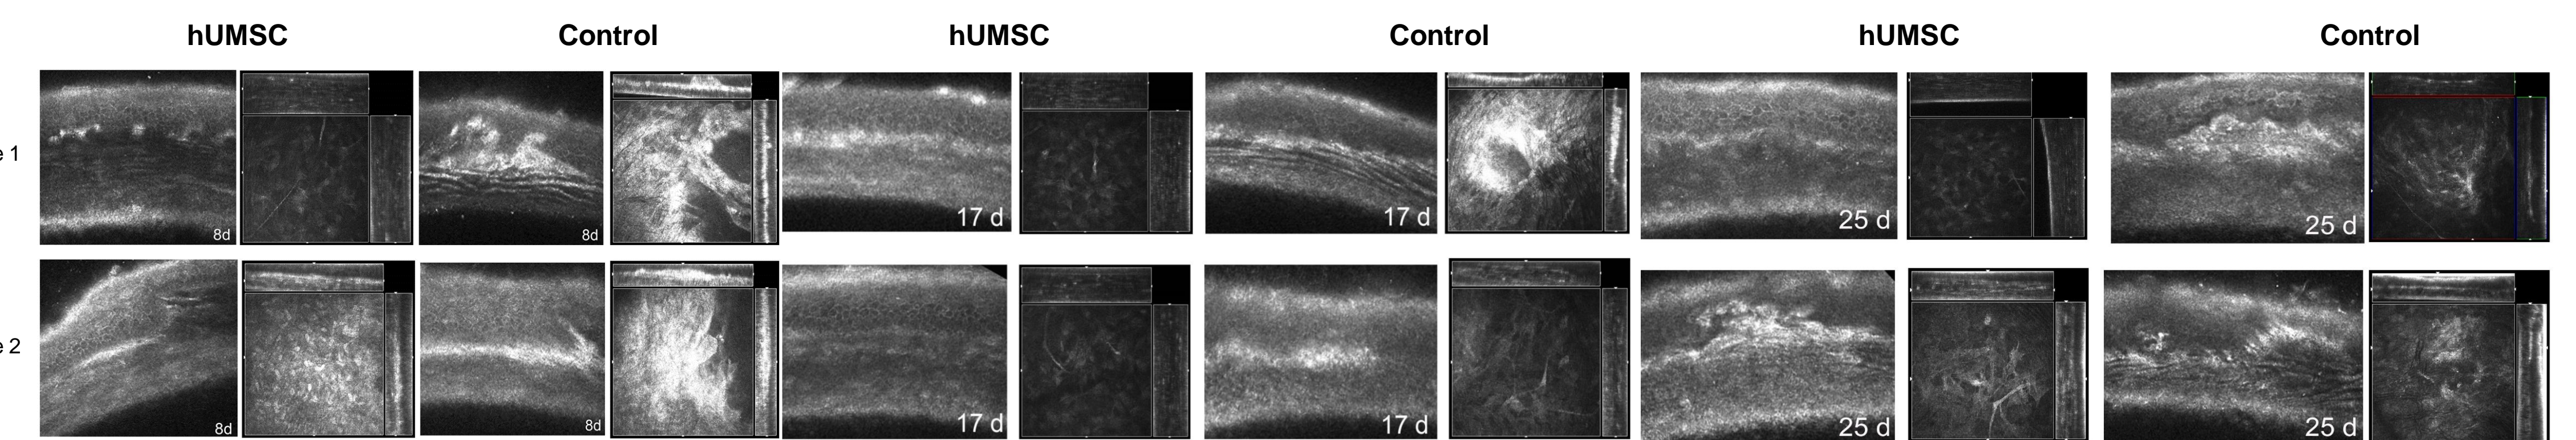 hUMSC Control hUMSC Control hUMSC Control
e 1
8d 8d 17 d 17 d 25 d 25 d
e 2
8d 8d 17 d 17 d 25 d 25 d